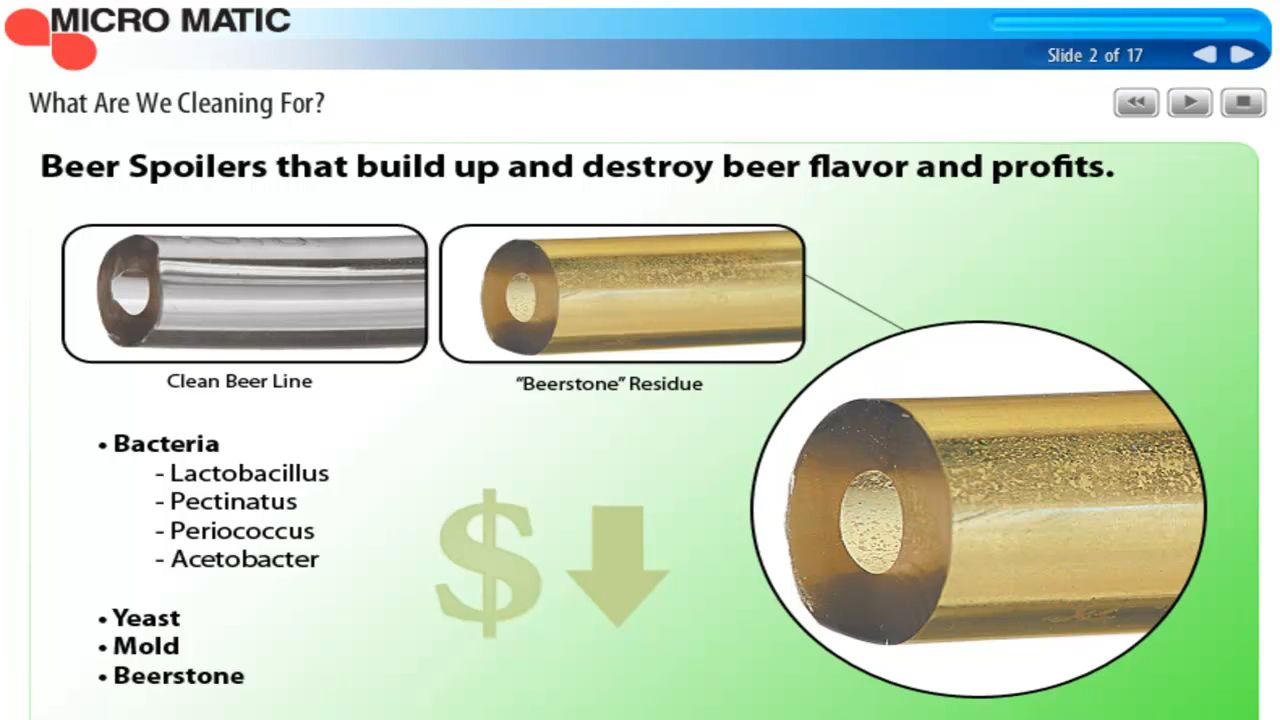 MICRO MATIC
Slide 2 of 17
What Are We Cleaning For?
Beer Spoilers that build up and destroy beer flavor and profits.
Clean Beer Line
"Beerstone" Residue
• Bacteria
- Lactobacillus
- Pectinatus
- Periococcus
- Acetobacter
$
• Yeast
• Mold
• Beerstone